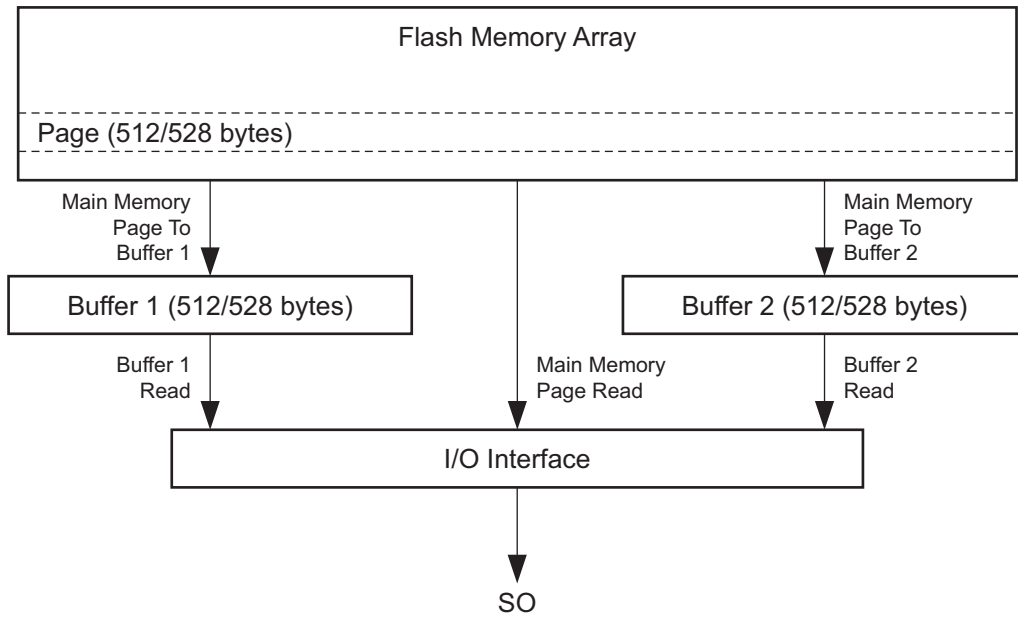 Flash Memory Array
Page (512/528 bytes)
Main Memory
Page To
Buffer 1
Main Memory
Page To
Buffer 2
Buffer 1 (512/528 bytes)
Buffer 2 (512/528 bytes)
Buffer 1
Read
Main Memory
Page Read
Buffer 2
Read
I/O Interface
SO